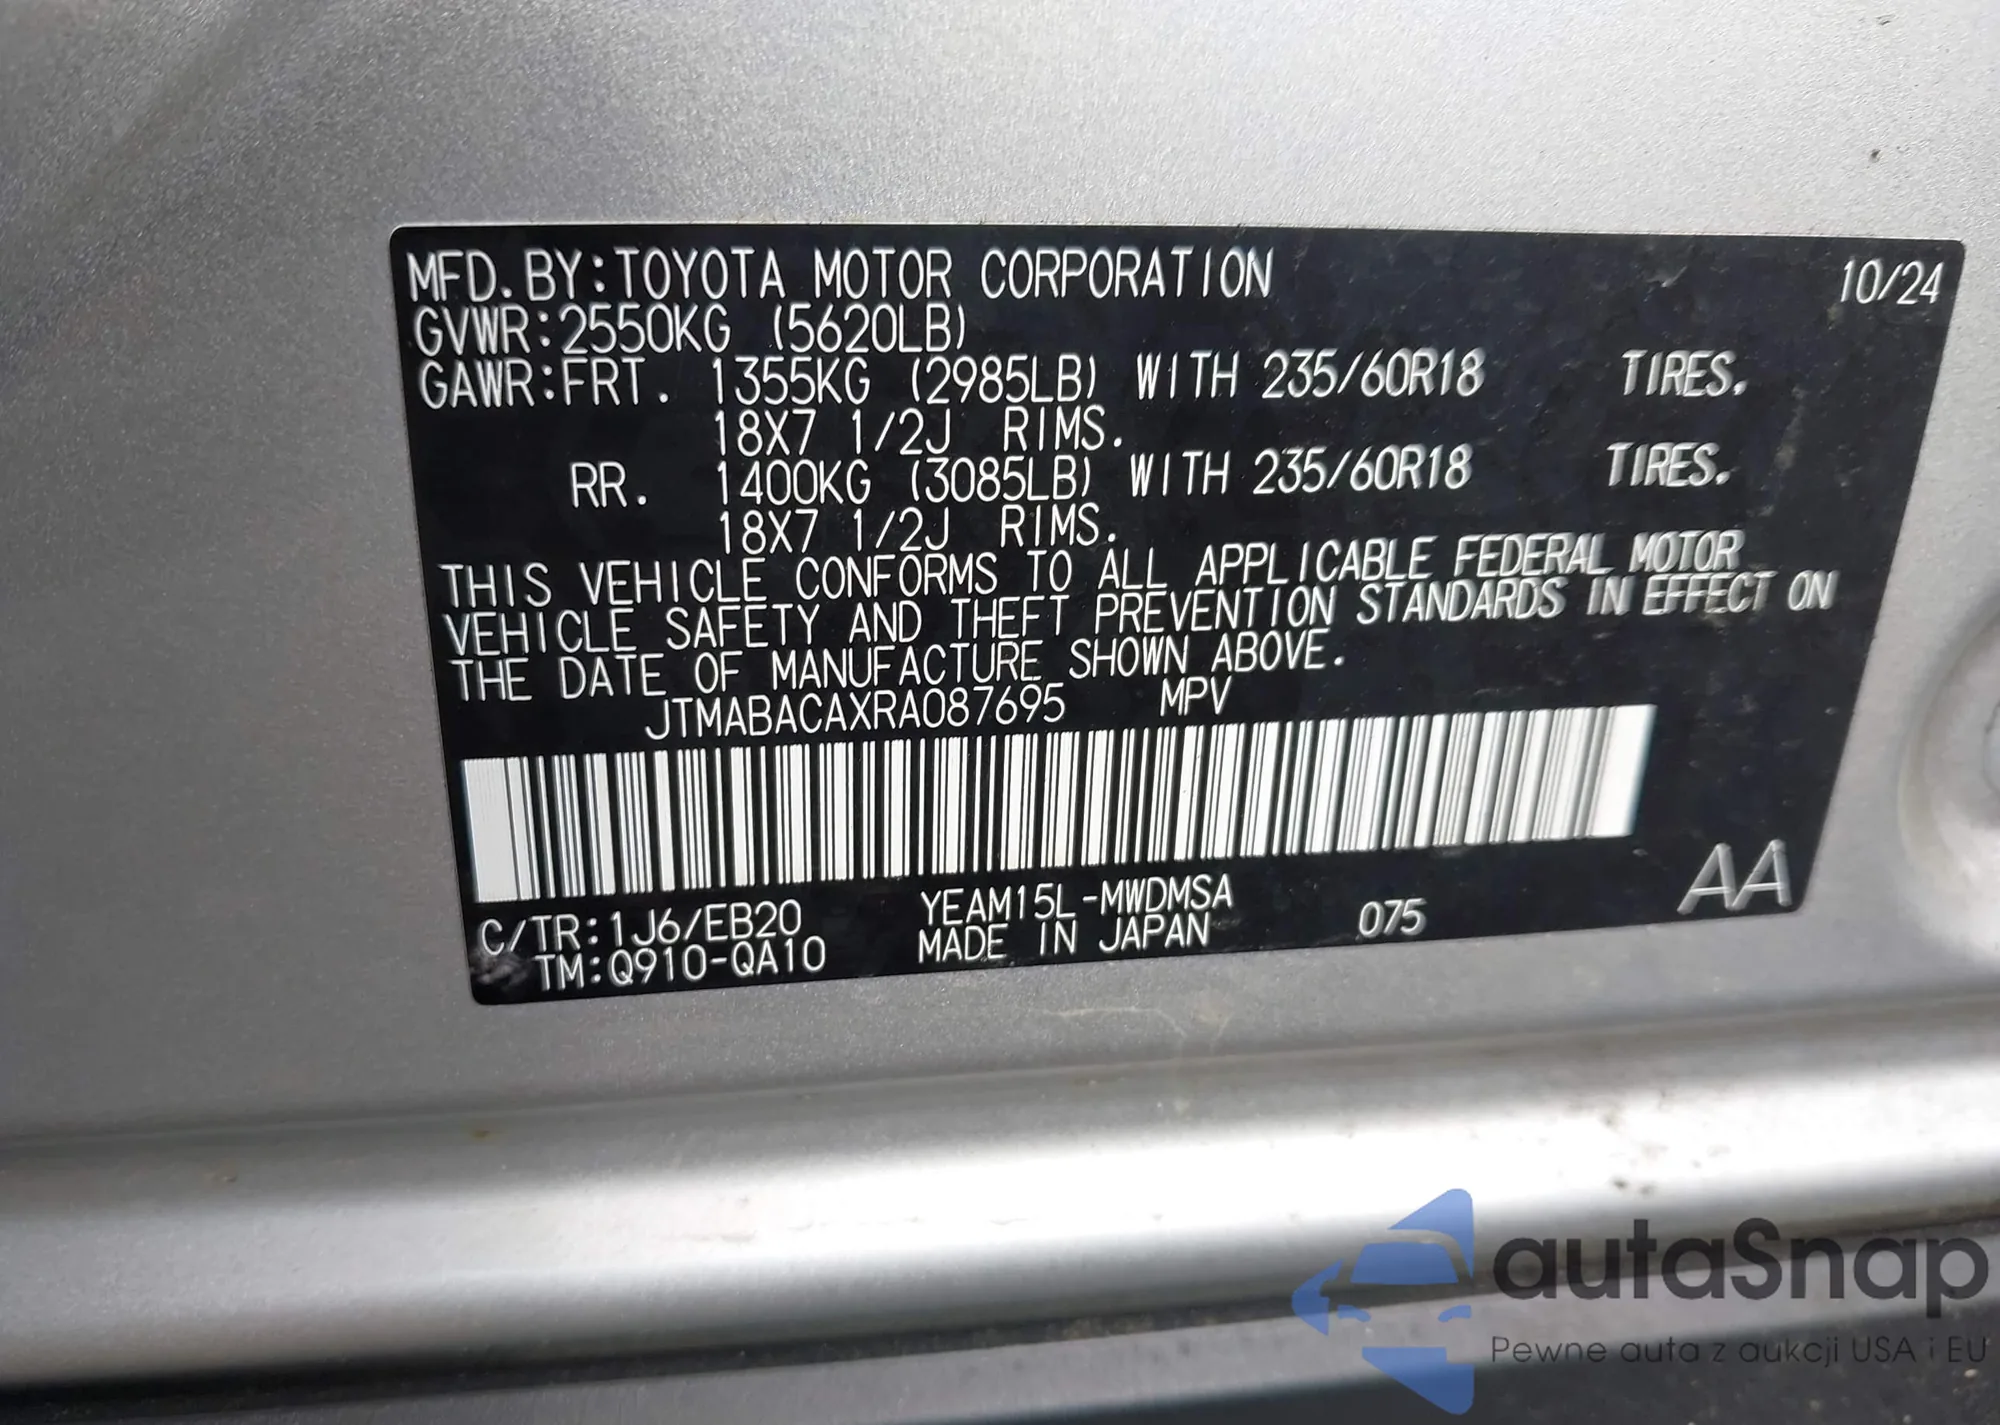 MFD. BY:TOYOTA MOTOR CORPORATION 10/24
GVWR:2550KG (5620LB)
GAWR:FRT. 1355KG (2985LB) WITH 235/60R18 TIRES.
18X7 1/2J RIMS.
RR. 1400KG (3085LB) WITH 235/60R18 TIRES.
18X7 1/2J RIMS.
THIS VEHICLE CONFORMS TO ALL APPLICABLE FEDERAL MOTOR
VEHICLE SAFETY AND THEFT PREVENTION STANDARDS IN EFFECT ON
THE DATE OF MANUFACTURE SHOWN ABOVE.
JTMABACAXRA087695 MPV
C/TR:1J6/EB20 YEAM15L-MWDMSA 075 AA
TM:Q910-QA10 MADE IN JAPAN
autaSnap
Pewne auta z aukcji USA i EU